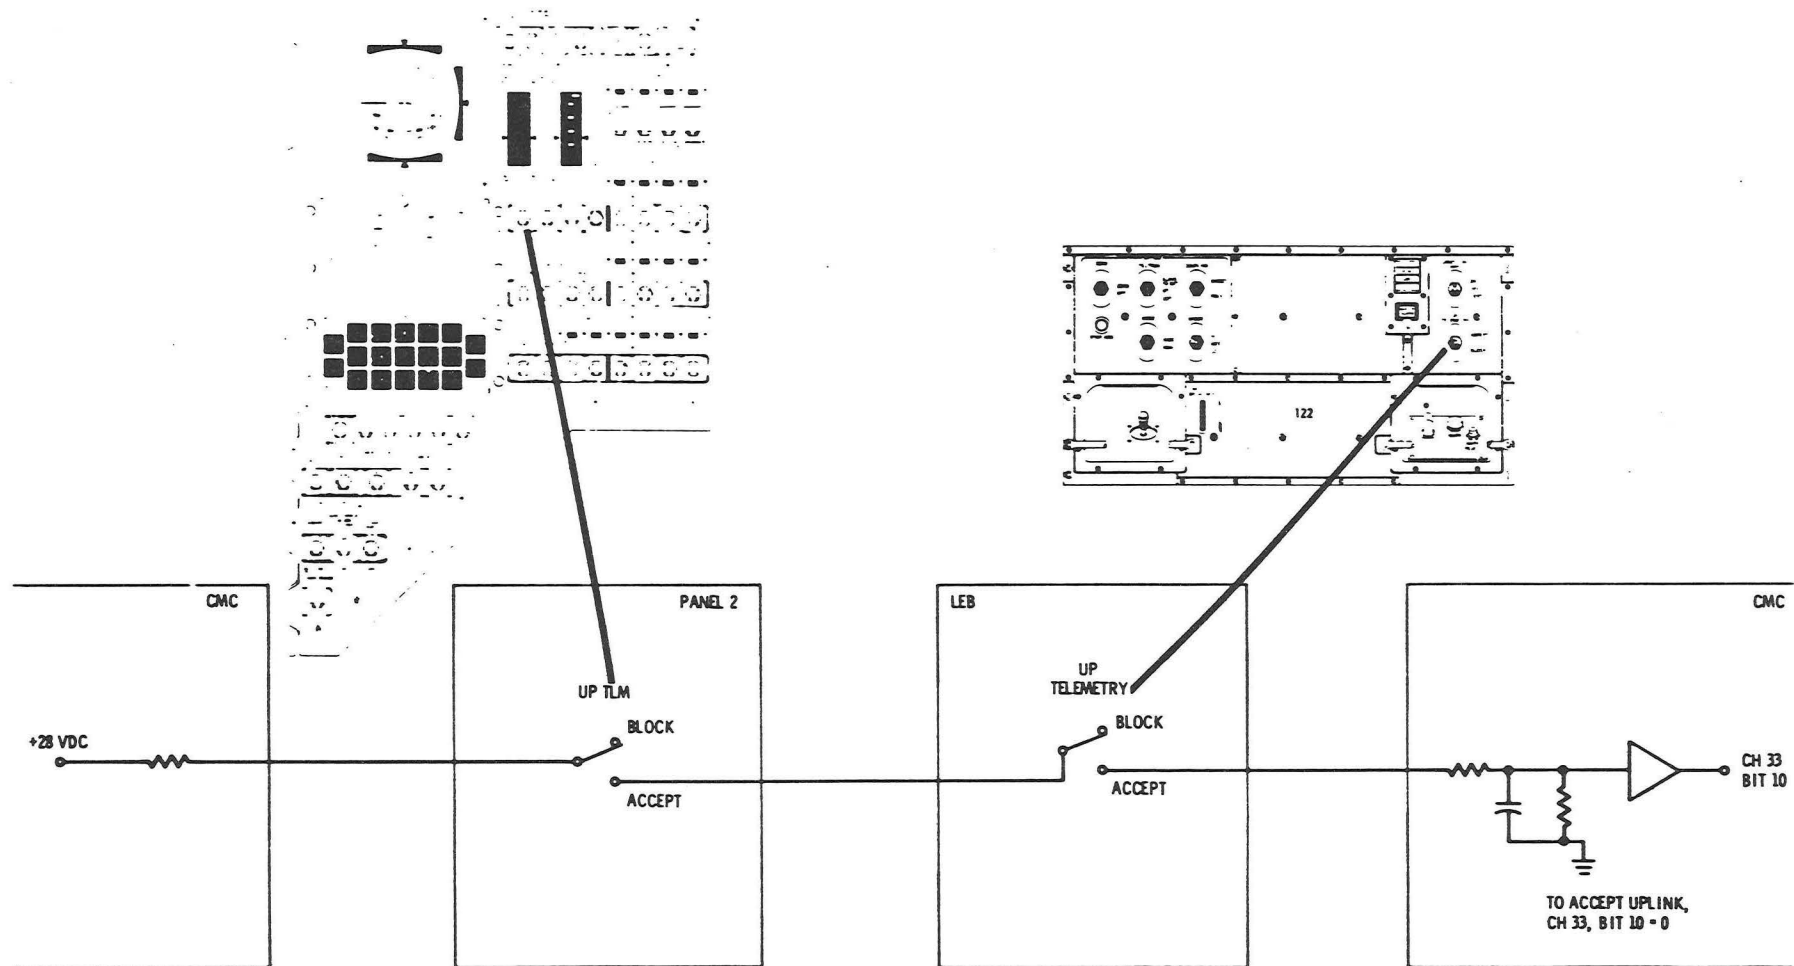 122
CMC
PANEL 2
LEB
CMC
UP TLM
BLOCK
ACCEPT
+28 VDC
UP
TELEMETRY
BLOCK
ACCEPT
CH 33
BIT 10
TO ACCEPT UPLINK,
CH 33, BIT 10 = 0